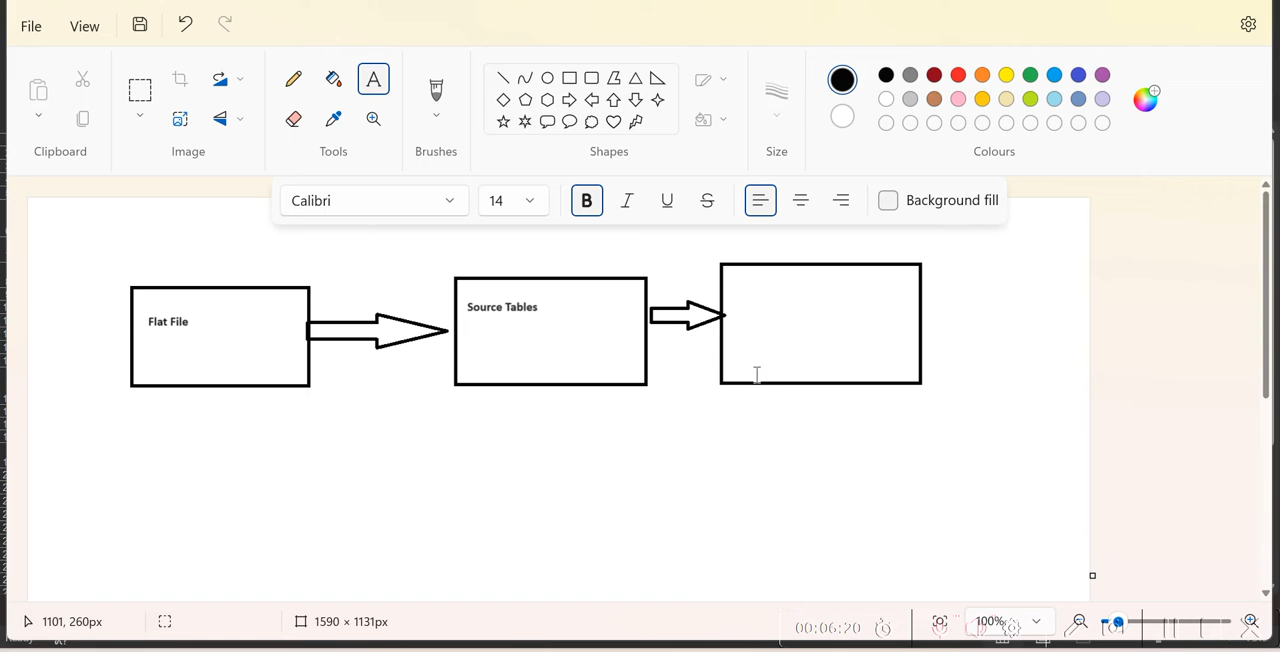 File View
Clipboard Image Tools Brushes Shapes Size Colours
Calibri 14 B I U S Background fill
Flat File
Source Tables
1101, 260px 1590 × 1131px 00:06:20 100%